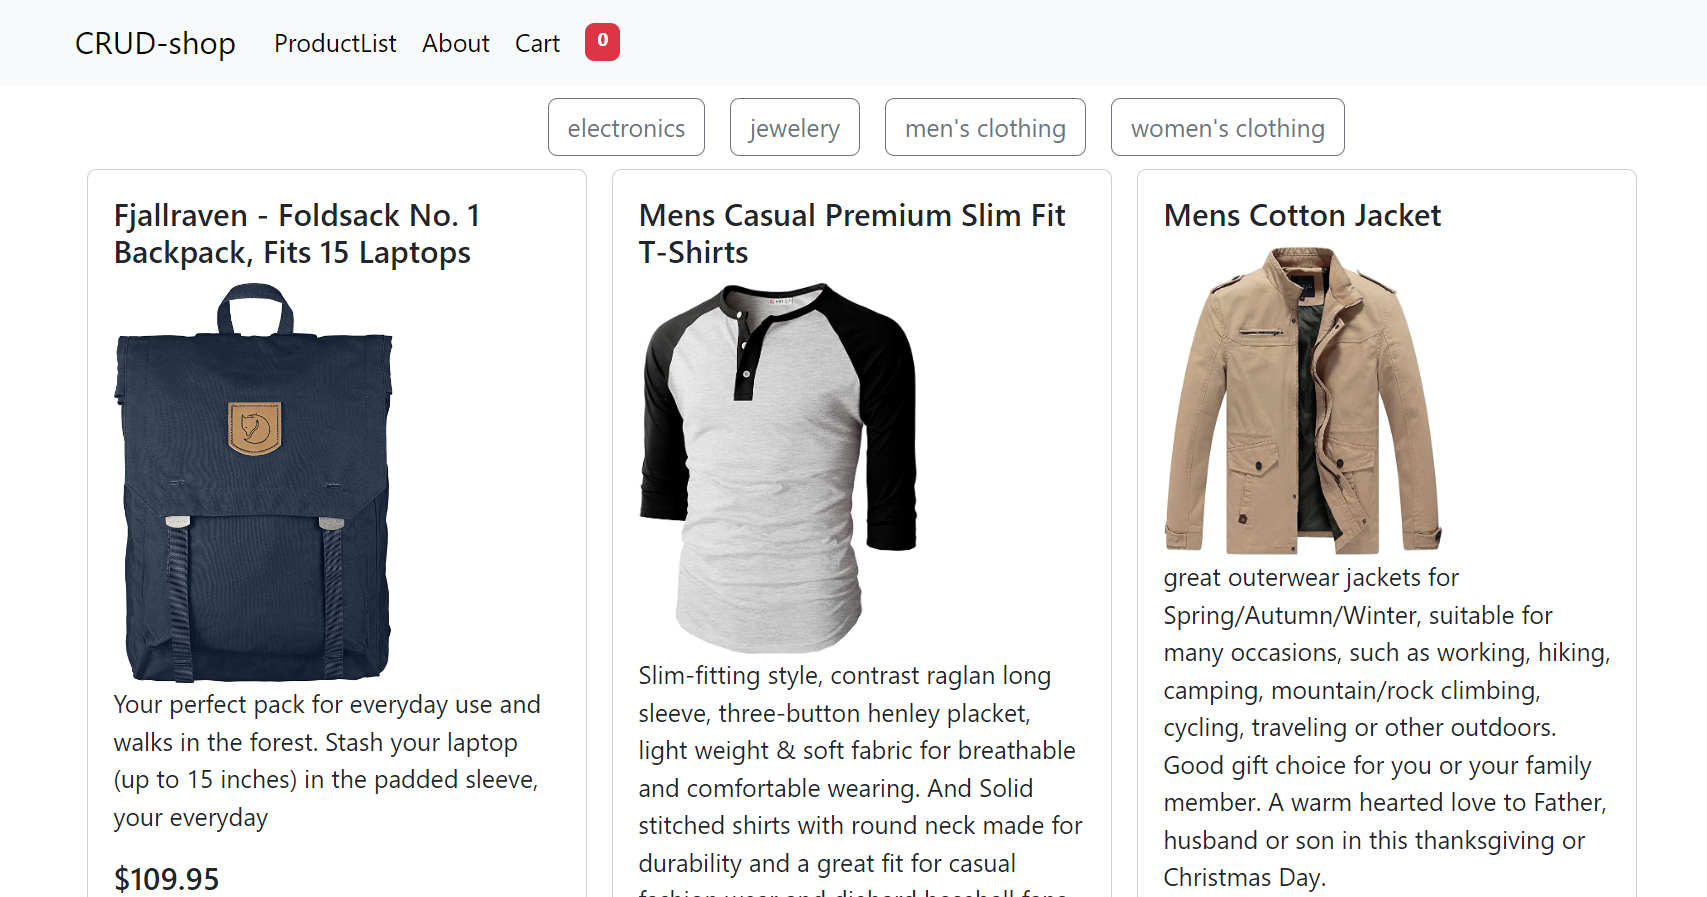 CRUD-shop ProductList About Cart 0
electronics jewelery men's clothing women's clothing
Fjallraven - Foldsack No. 1
Backpack, Fits 15 Laptops
Your perfect pack for everyday use and
walks in the forest. Stash your laptop
(up to 15 inches) in the padded sleeve,
your everyday
$109.95
Mens Casual Premium Slim Fit
T-Shirts
Slim-fitting style, contrast raglan long
sleeve, three-button henley placket,
light weight & soft fabric for breathable
and comfortable wearing. And Solid
stitched shirts with round neck made for
durability and a great fit for casual
fashion wear and diehard baseball fans.
Mens Cotton Jacket
great outerwear jackets for
Spring/Autumn/Winter, suitable for
many occasions, such as working, hiking,
camping, mountain/rock climbing,
cycling, traveling or other outdoors.
Good gift choice for you or your family
member. A warm hearted love to Father,
husband or son in this thanksgiving or
Christmas Day.